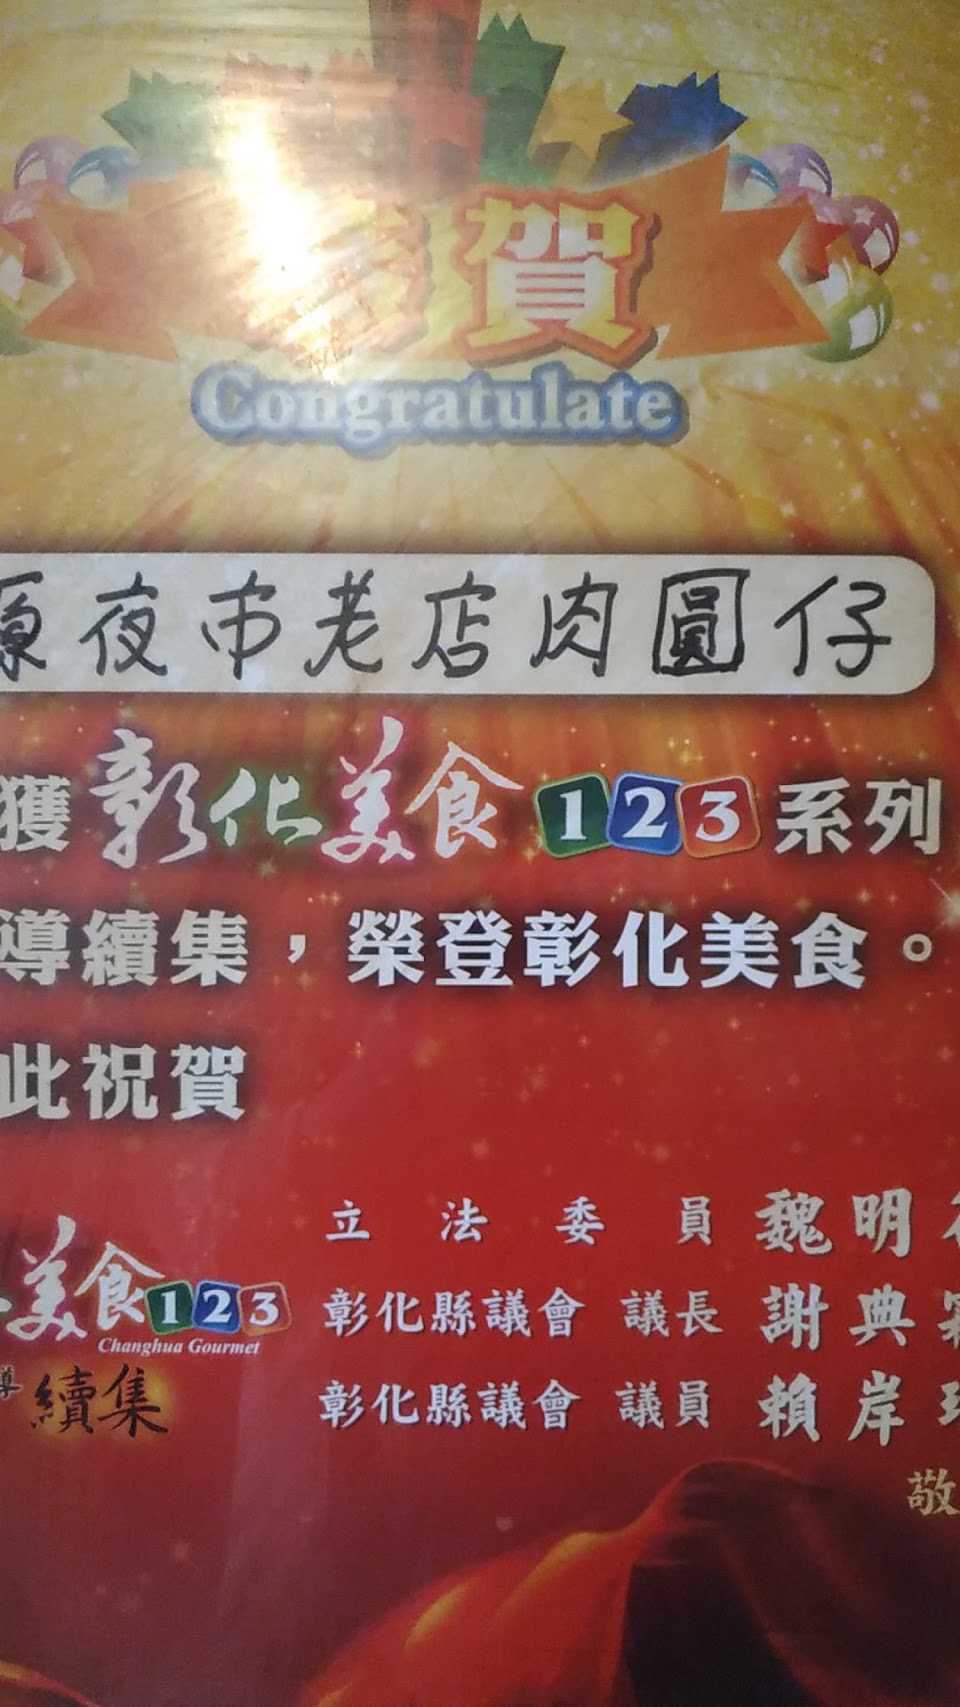 賀
Congratulate
原夜市老店肉圓仔
獲彰化美食123系列
導續集，榮登彰化美食。
此祝賀
立法委員 魏明
彰化縣議會 議長 謝典
彰化縣議會 議員 賴岸
美食123
Changhua Gourmet
導續集
敬